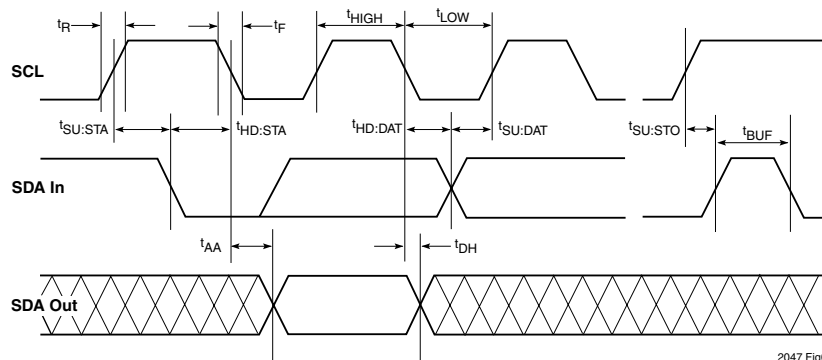 tR
tF
tHIGH
tLOW
SCL
tSU:STA
tHD:STA
tHD:DAT
tSU:DAT
tSU:STO
tBUF
SDA In
tAA
tDH
SDA Out